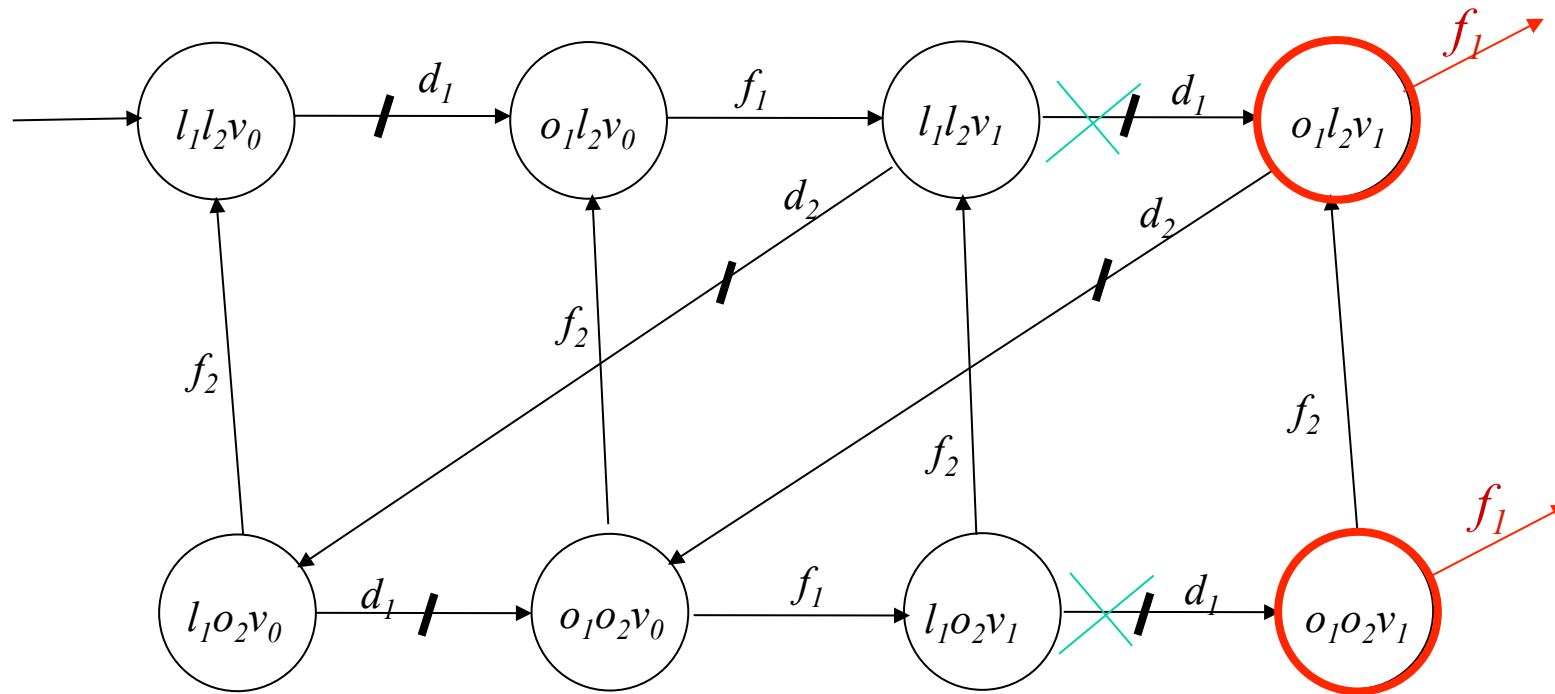 f₁
d₁ f₁ d₁
l₁l₂v₀ o₁l₂v₀ l₁l₂v₁ o₁l₂v₁
d₂ d₂
f₂
f₂
f₂
f₂
f₁
d₁ f₁ d₁
l₁o₂v₀ o₁o₂v₀ l₁o₂v₁ o₁o₂v₁